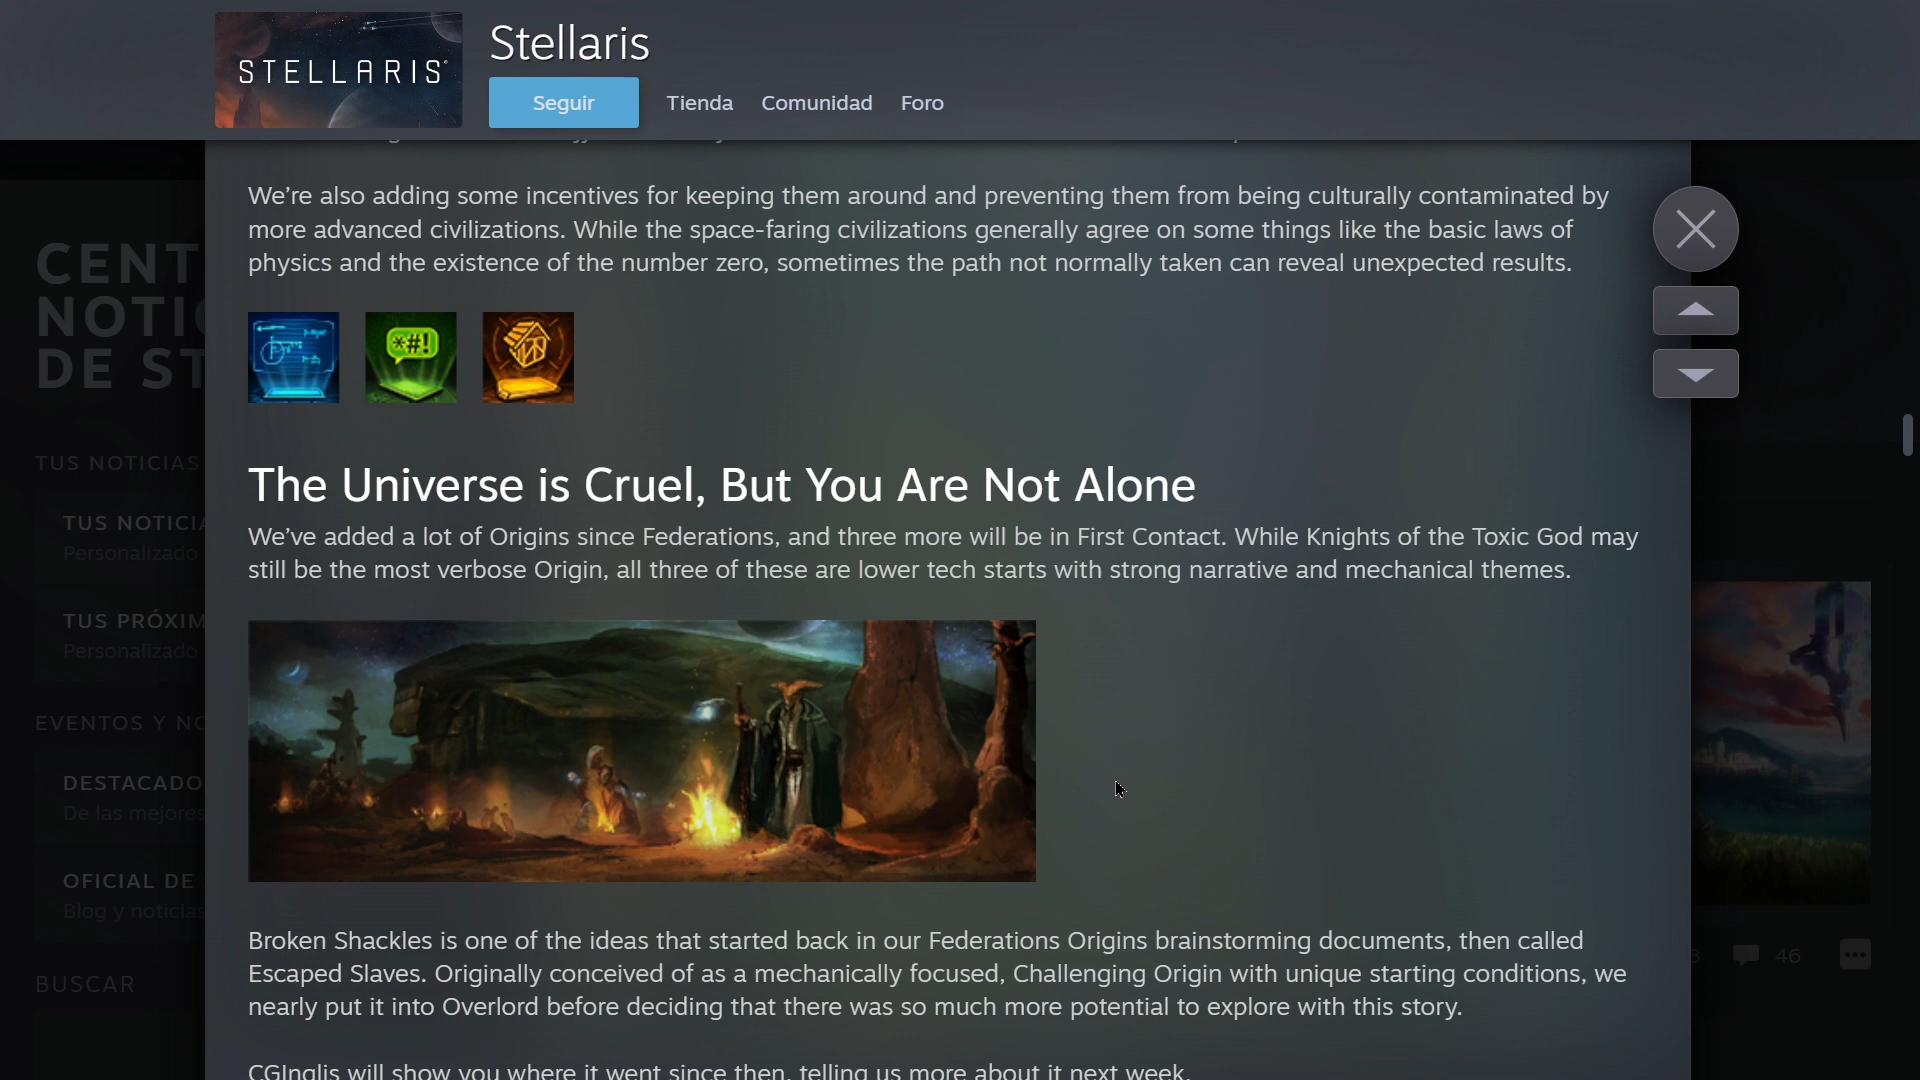 STELLARIS
Stellaris
Seguir
Tienda
Comunidad
Foro
We’re also adding some incentives for keeping them around and preventing them from being culturally contaminated by
more advanced civilizations. While the space-faring civilizations generally agree on some things like the basic laws of
physics and the existence of the number zero, sometimes the path not normally taken can reveal unexpected results.
*#!
The Universe is Cruel, But You Are Not Alone
We’ve added a lot of Origins since Federations, and three more will be in First Contact. While Knights of the Toxic God may
still be the most verbose Origin, all three of these are lower tech starts with strong narrative and mechanical themes.
Broken Shackles is one of the ideas that started back in our Federations Origins brainstorming documents, then called
Escaped Slaves. Originally conceived of as a mechanically focused, Challenging Origin with unique starting conditions, we
nearly put it into Overlord before deciding that there was so much more potential to explore with this story.
CGInglis will show you where it went since then, telling us more about it next week.
CENT
NOTIC
DE ST
TUS NOTICIAS
TUS NOTICIA
Personalizado
TUS PRÓXIM
Personalizado
EVENTOS Y NO
DESTACADO
De las mejores
OFICIAL DE
Blog y noticias
BUSCAR
3
46